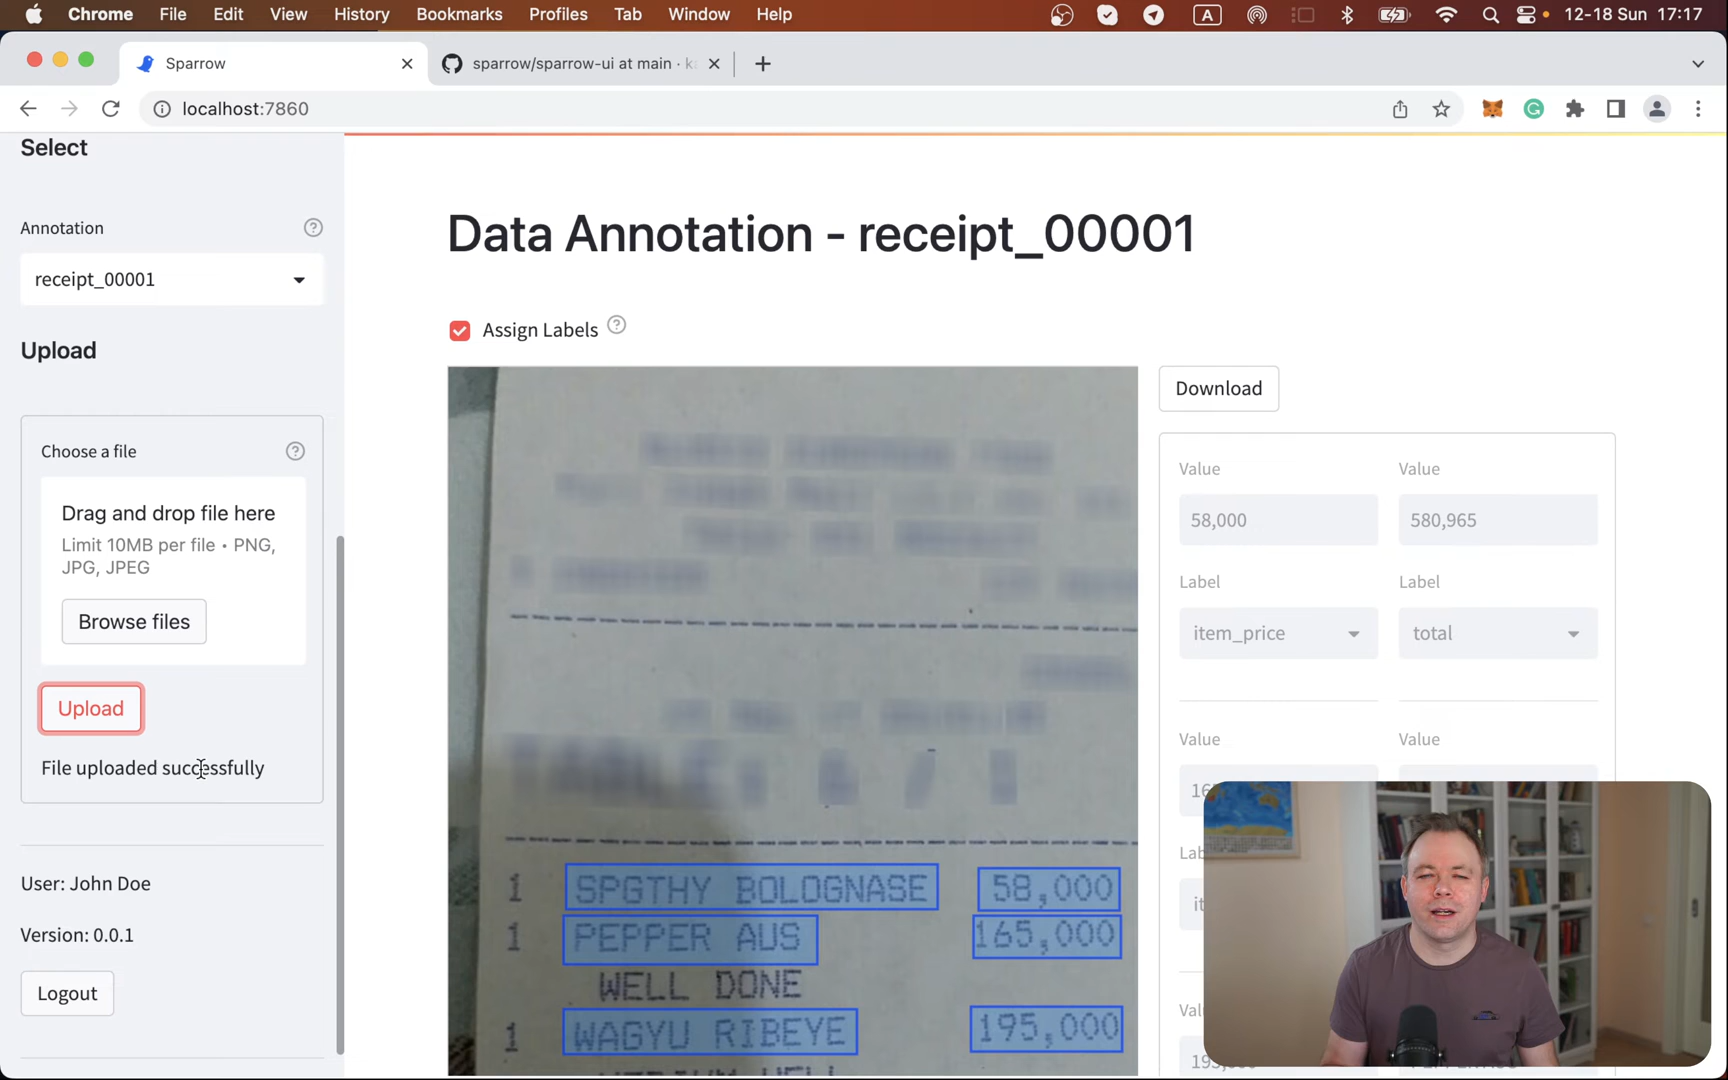 Chrome File Edit View History Bookmarks Profiles Tab Window Help A 12-18 Sun 17:17
Sparrow sparrow/sparrow-ui at main
localhost:7860
Select
Annotation
receipt_00001
Upload
Choose a file
Drag and drop file here
Limit 10MB per file • PNG,
JPG, JPEG
Browse files
Upload
File uploaded successfully
User: John Doe
Version: 0.0.1
Logout
Data Annotation - receipt_00001
Assign Labels
1 SPGTHY BOLOGNASE 58,000
1 PEPPER AUS 165,000
WELL DONE
1 WAGYU RIBEYE 195,000
Download
Value Value
58,000 580,965
Label Label
item_price total
Value Value